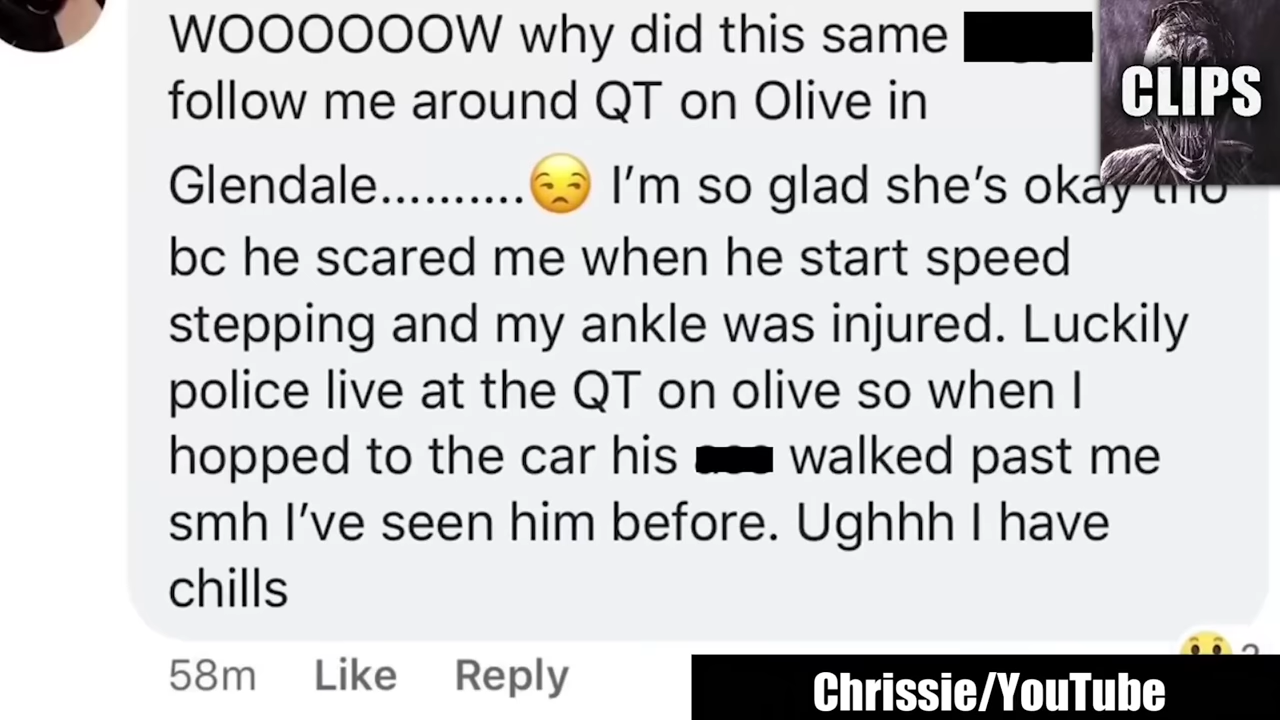 WOOOOOOW why did this same
follow me around QT on Olive in
Glendale..........😒 I'm so glad she's okay tho
bc he scared me when he start speed
stepping and my ankle was injured. Luckily
police live at the QT on olive so when I
hopped to the car his walked past me
smh I've seen him before. Ughhh I have
chills
58m Like Reply
CLIPS
Chrissie/YouTube